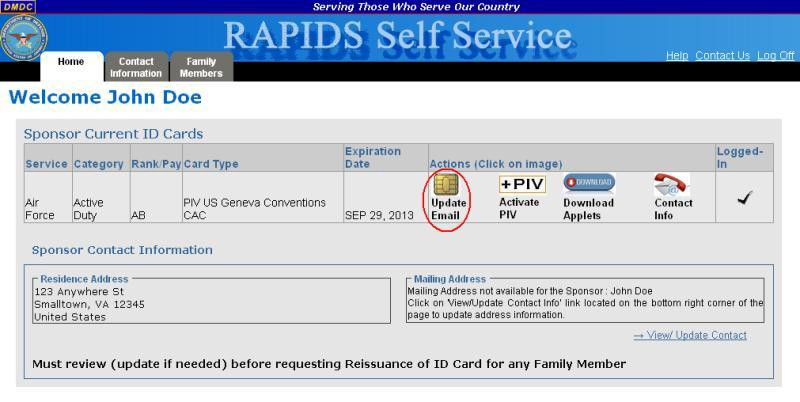 DMDC
Serving Those Who Serve Our Country
RAPIDS Self Service
Help Contact Us Log Off
Home Contact Information Family Members
Welcome John Doe
Sponsor Current ID Cards
Service Category Rank/Pay Card Type Expiration Date Actions (Click on image) Logged-In
Air Force Active Duty AB PIV US Geneva Conventions CAC SEP 29, 2013 Update Email +PIV Activate PIV DOWNLOAD Download Applets Contact Info
Sponsor Contact Information
Residence Address
123 Anywhere St
Smalltown, VA 12345
United States
Mailing Address
Mailing Address not available for the Sponsor : John Doe
Click on 'View/Update Contact Info' link located on the bottom right corner of the
page to update address information.
→ View/ Update Contact
Must review (update if needed) before requesting Reissuance of ID Card for any Family Member